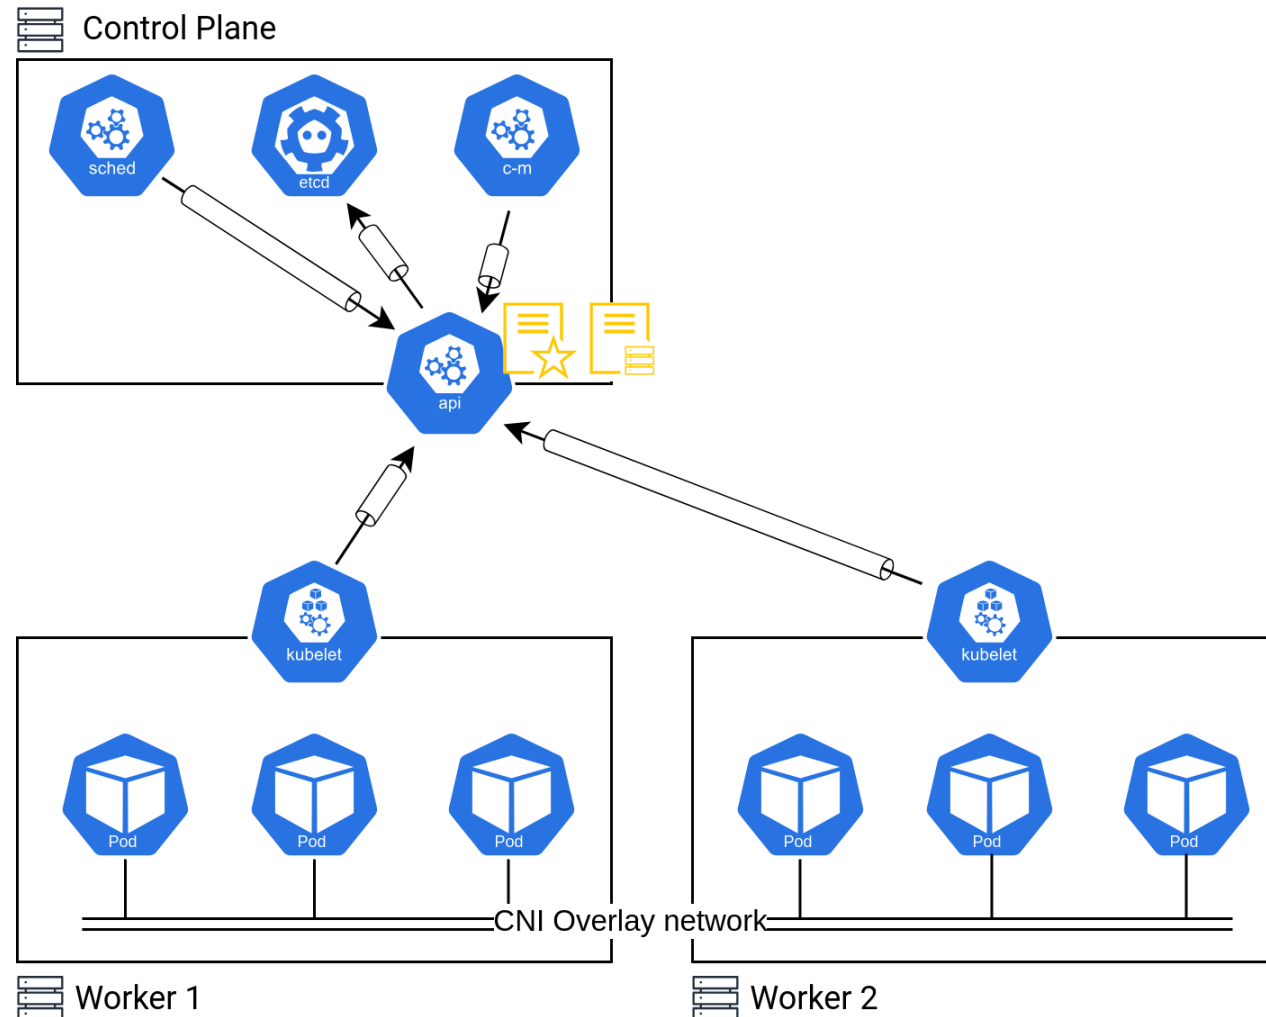 Control Plane
sched
etcd
c-m
api
kubelet
kubelet
Pod
Pod
Pod
Pod
Pod
Pod
CNI Overlay network
Worker 1
Worker 2